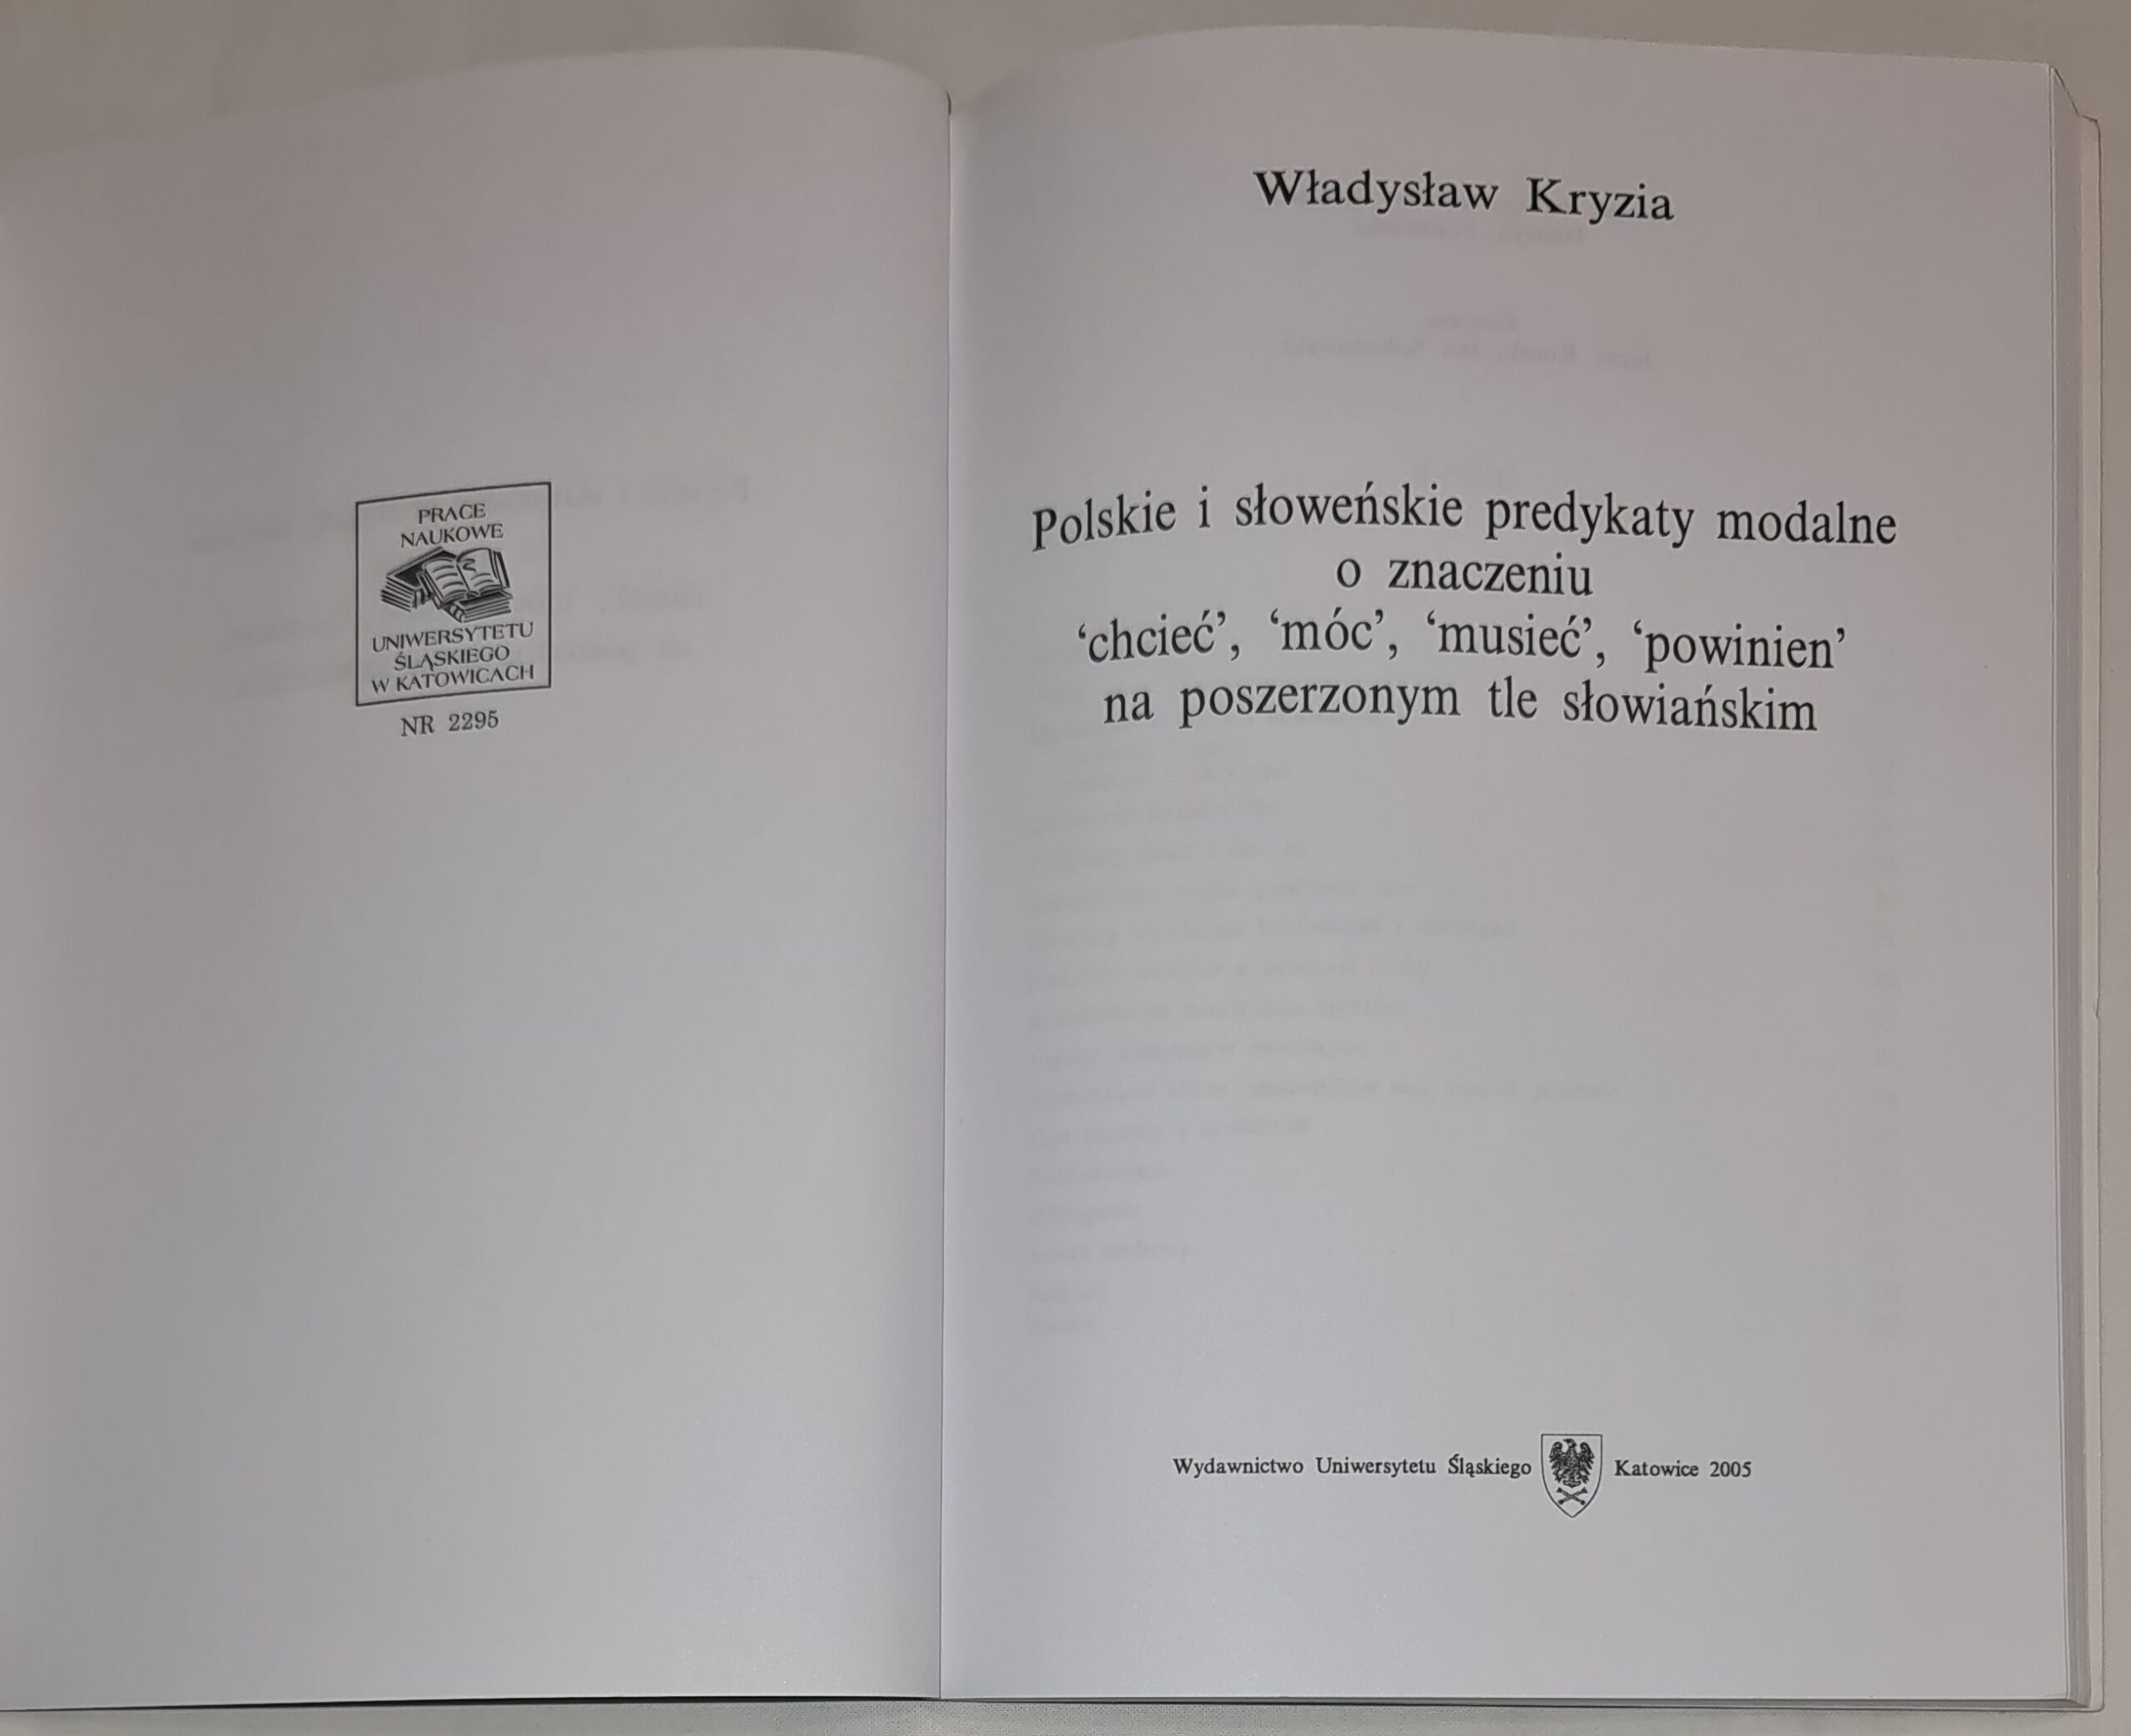 PRACE
NAUKOWE
UNIWERSYTETU
ŚLĄSKIEGO
W KATOWICACH
NR 2295
Władysław Kryzia
Polskie i słoweńskie predykaty modalne
o znaczeniu
‘chcieć’, ‘móc’, ‘musieć’, ‘powinien’
na poszerzonym tle słowiańskim
Wydawnictwo Uniwersytetu Śląskiego Katowice 2005